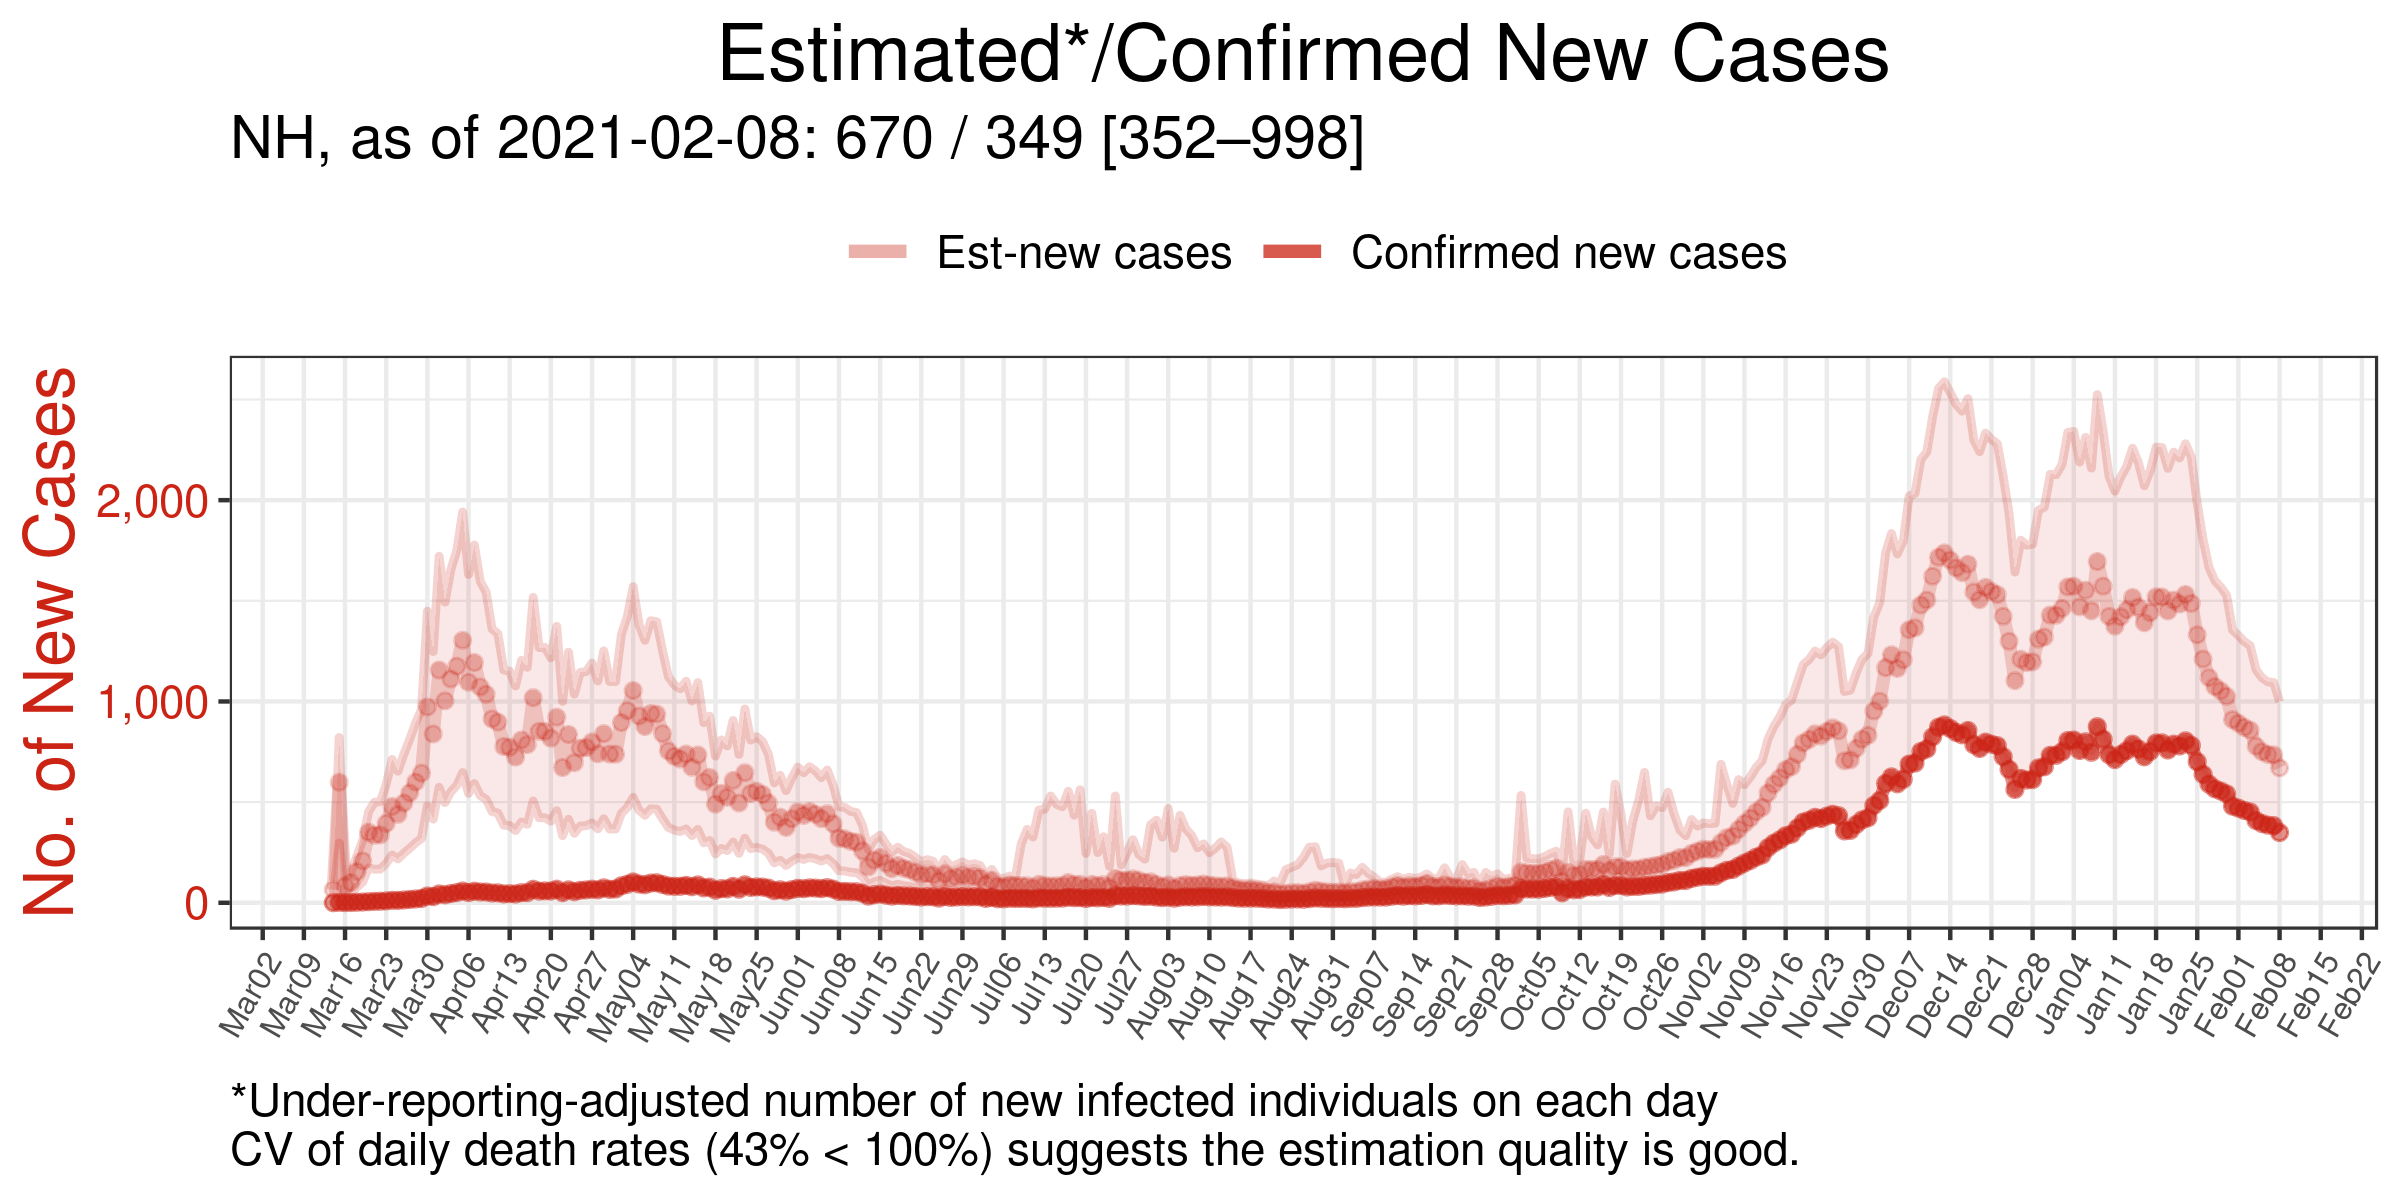 Estimated*/Confirmed New Cases
NH, as of 2021-02-08: 670 / 349 [352–998]
Est-new cases Confirmed new cases
No. of New Cases
2,000
1,000
0
Mar02 Mar09 Mar16 Mar23 Mar30 Apr06 Apr13 Apr20 Apr27 May04 May11 May18 May25 Jun01 Jun08 Jun15 Jun22 Jun29 Jul06 Jul13 Jul20 Jul27 Aug03 Aug10 Aug17 Aug24 Aug31 Sep07 Sep14 Sep21 Sep28 Oct05 Oct12 Oct19 Oct26 Nov02 Nov09 Nov16 Nov23 Nov30 Dec07 Dec14 Dec21 Dec28 Jan04 Jan11 Jan18 Jan25 Feb01 Feb08 Feb15 Feb22
*Under-reporting-adjusted number of new infected individuals on each day
CV of daily death rates (43% < 100%) suggests the estimation quality is good.